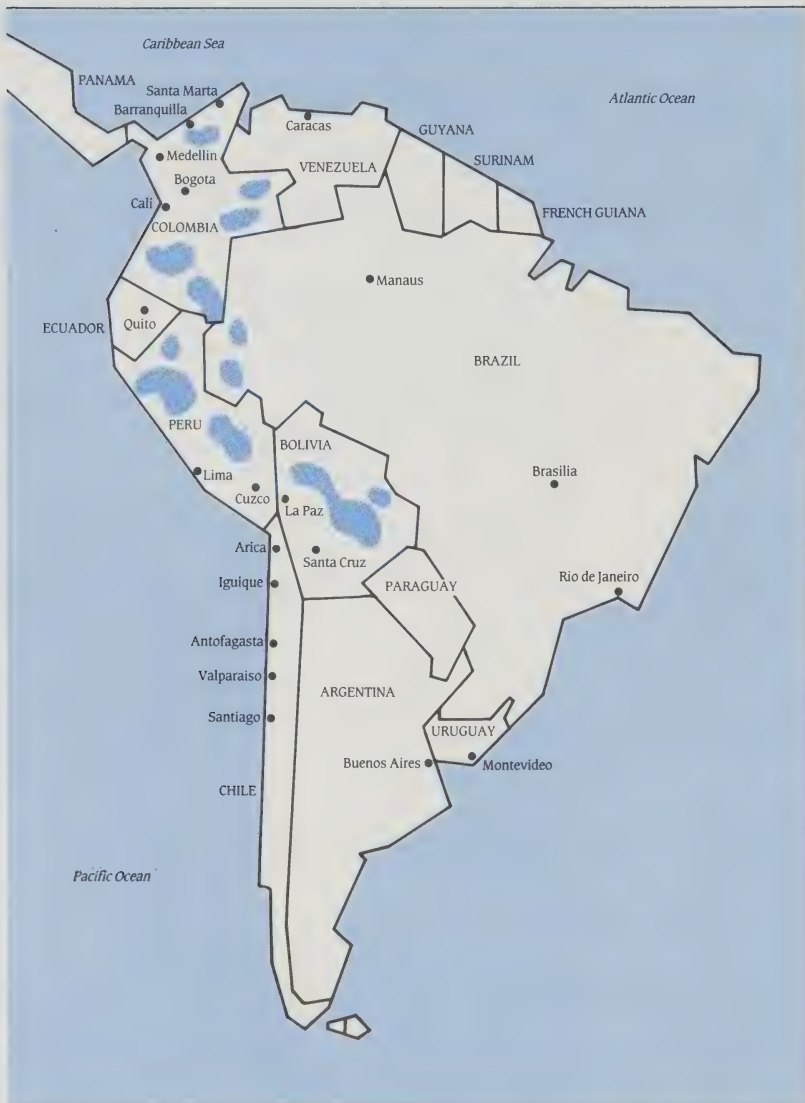 Caribbean Sea
PANAMA
Santa Marta
Atlantic Ocean
Barranquilla
Caracas
GUYANA
Medellin
VENEZUELA
SURINAM
Bogota
Cali
FRENCH GUIANA
COLOMBIA
Manaus
ECUADOR
Quito
BRAZIL
PERU
BOLIVIA
Lima
Brasilia
Cuzco
La Paz
Arica
Santa Cruz
Iguique
PARAGUAY
Rio de Janeiro
Antofagasta
Valparaiso
ARGENTINA
Santiago
URUGUAY
Buenos Aires
Montevideo
CHILE
Pacific Ocean